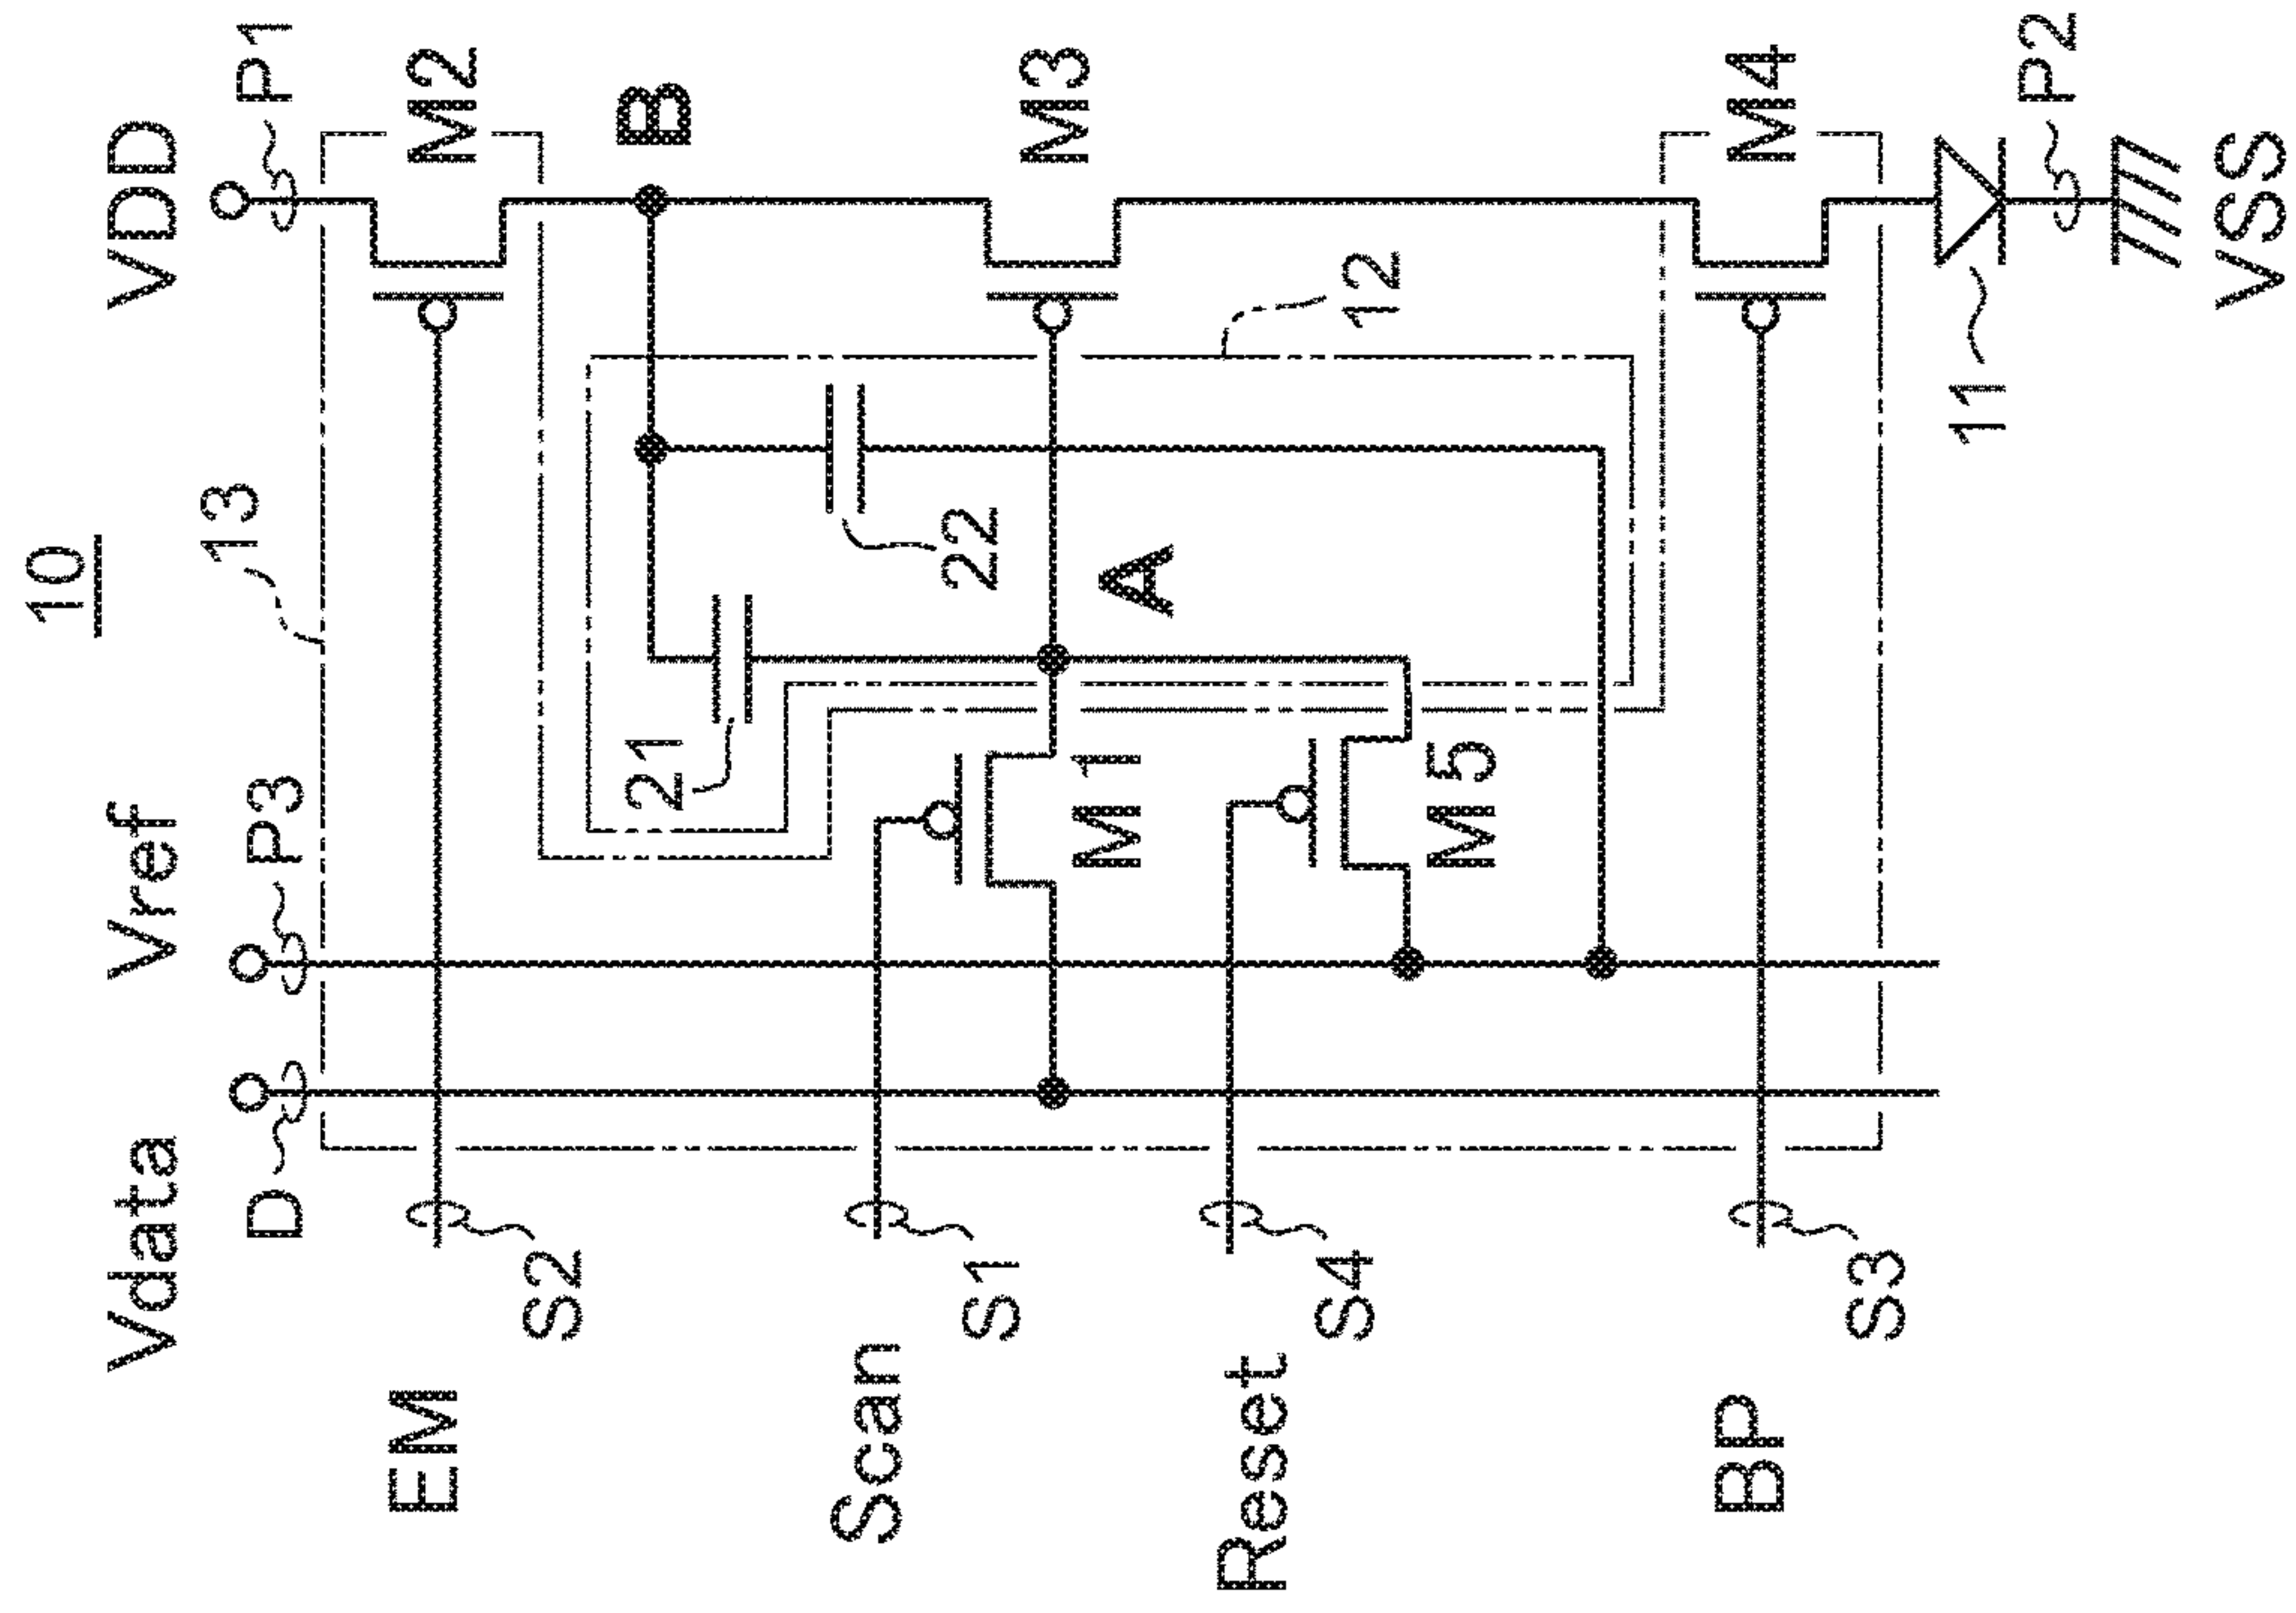 10
VDD
P1
M2
B
13
Vref
P3
Vdata
D
EM
S2
M3
12
22
21
A
M1
Scan
S1
M5
Reset
S4
M4
BP
S3
11
P2
VSS